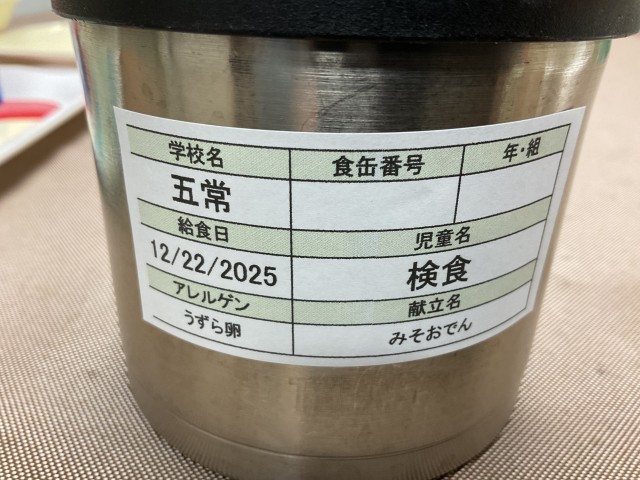 学校名 食缶番号 年・組
五常
給食日 児童名
12/22/2025 検食
アレルゲン 献立名
うずら卵 みそおでん